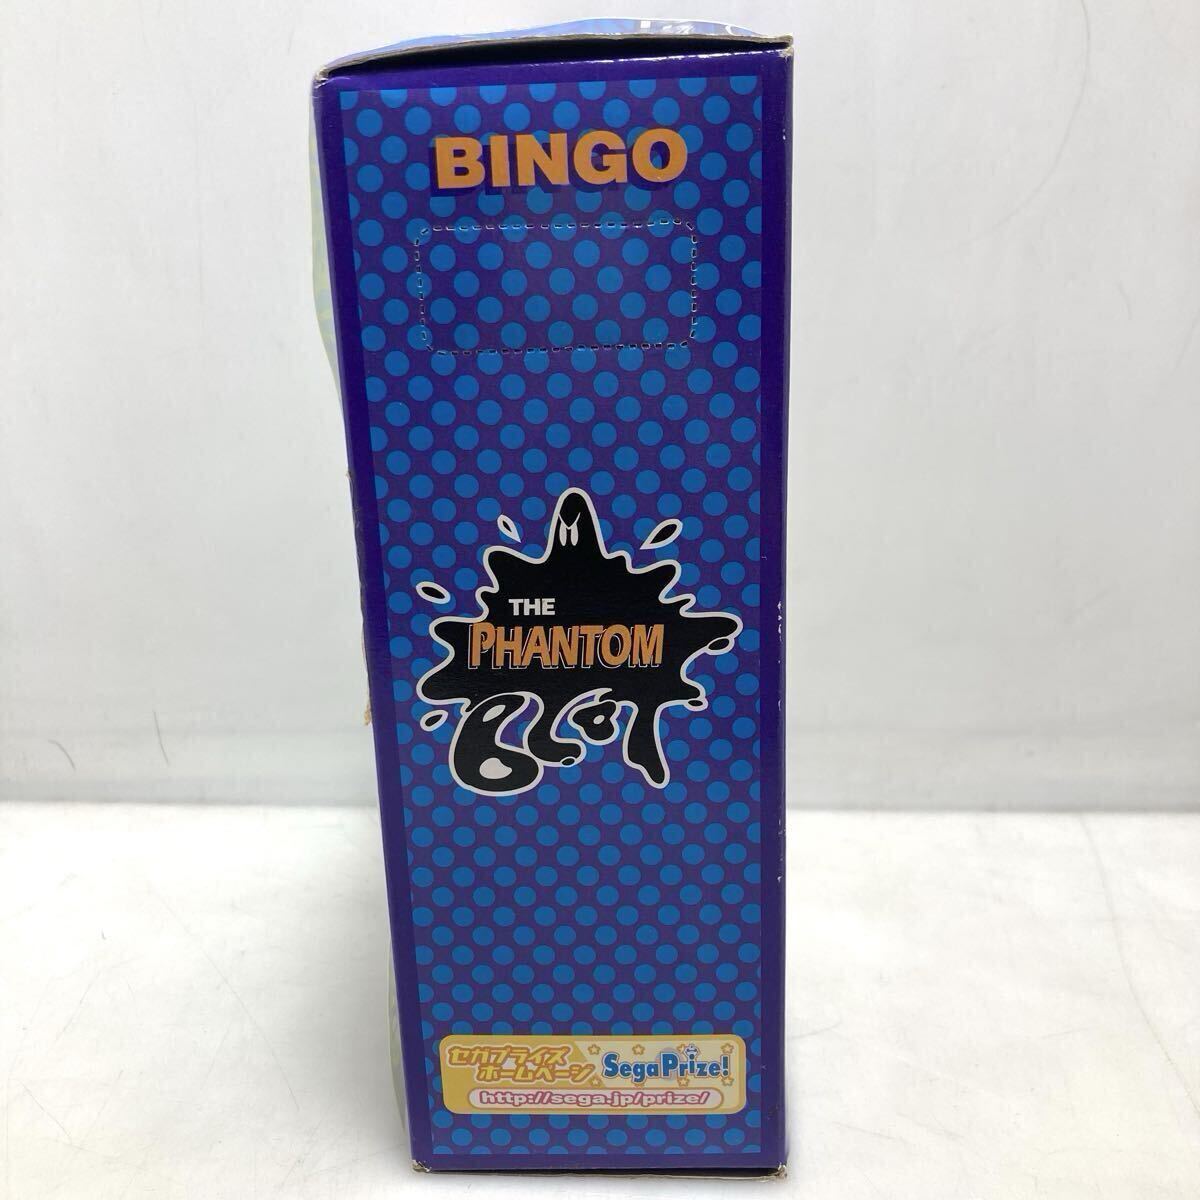 BINGO
THE
PHANTOM
BLOT
セガプライズ
ホームページ
SegaPrize!
http://sega.jp/prize/